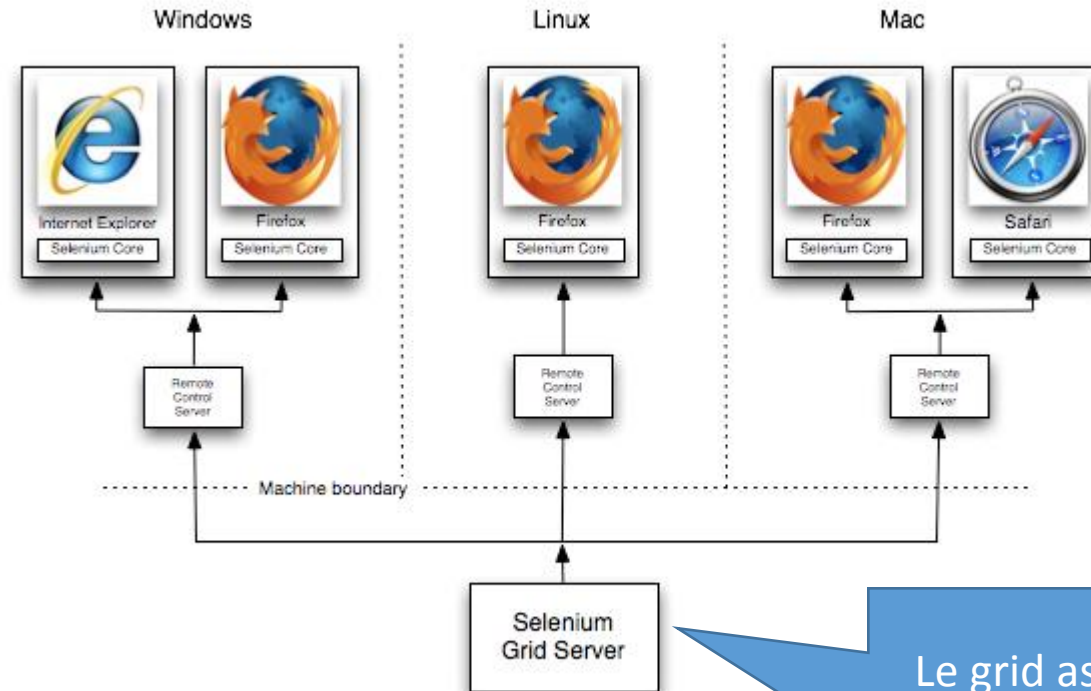 Windows
Linux
Mac
Internet Explorer
Selenium Core
Firefox
Selenium Core
Firefox
Selenium Core
Firefox
Selenium Core
Safari
Selenium Core
Remote
Control
Server
Remote
Control
Server
Remote
Control
Server
Machine boundary
Selenium
Grid Server
Le grid as